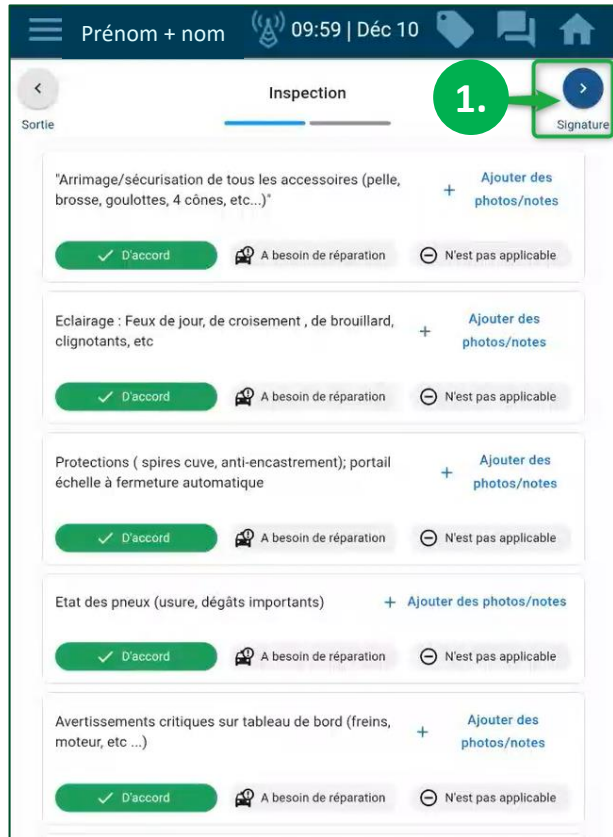 Prénom + nom 09:59 | Déc 10
Inspection
1.
Sortie
Signature
"Arrimage/sécurisation de tous les accessoires (pelle,
brosse, goulottes, 4 cônes, etc...)"
+ Ajouter des
photos/notes
D'accord A besoin de réparation N'est pas applicable
Eclairage : Feux de jour, de croisement , de brouillard,
clignotants, etc
+ Ajouter des
photos/notes
D'accord A besoin de réparation N'est pas applicable
Protections ( spires cuve, anti-encastrement); portail
échelle à fermeture automatique
+ Ajouter des
photos/notes
D'accord A besoin de réparation N'est pas applicable
Etat des pneux (usure, dégâts importants) + Ajouter des photos/notes
D'accord A besoin de réparation N'est pas applicable
Avertissements critiques sur tableau de bord (freins,
moteur, etc ...)
+ Ajouter des
photos/notes
D'accord A besoin de réparation N'est pas applicable